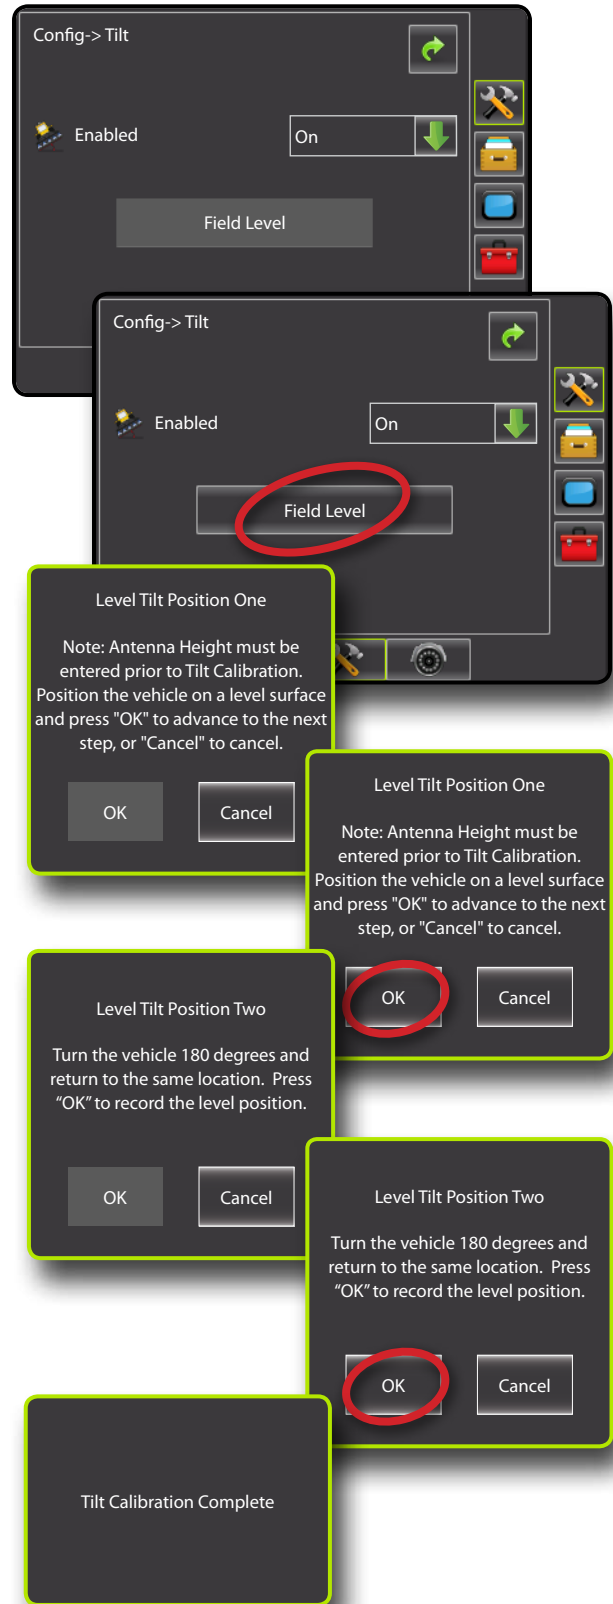 Config-> Tilt
Enabled
On
Field Level
Config-> Tilt
Enabled
On
Field Level
Level Tilt Position One
Note: Antenna Height must be
entered prior to Tilt Calibration.
Position the vehicle on a level surface
and press "OK" to advance to the next
step, or "Cancel" to cancel.
OK
Cancel
Level Tilt Position One
Note: Antenna Height must be
entered prior to Tilt Calibration.
Position the vehicle on a level surface
and press "OK" to advance to the next
step, or "Cancel" to cancel.
OK
Cancel
Level Tilt Position Two
Turn the vehicle 180 degrees and
return to the same location.  Press
“OK” to record the level position.
OK
Cancel
Level Tilt Position Two
Turn the vehicle 180 degrees and
return to the same location.  Press
“OK” to record the level position.
OK
Cancel
Tilt Calibration Complete